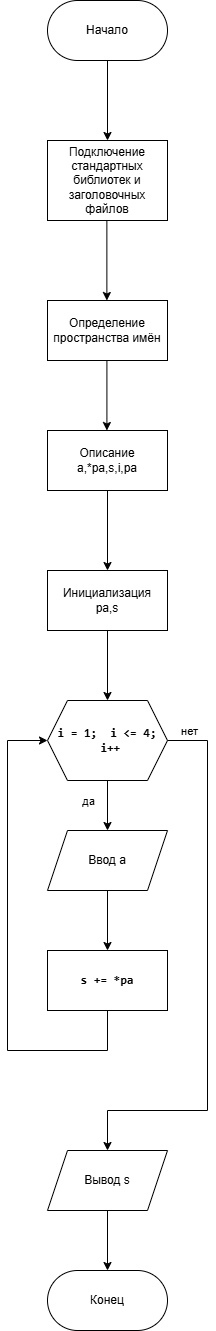 Начало
Подключение
стандартных
библиотек и
заголовочных
файлов
Определение
пространства имён
Описание
a,*pa,s,i,pa
Инициализация
pa,s
i = 1; i <= 4;
i++
нет
да
Ввод a
s += *pa
Вывод s
Конец